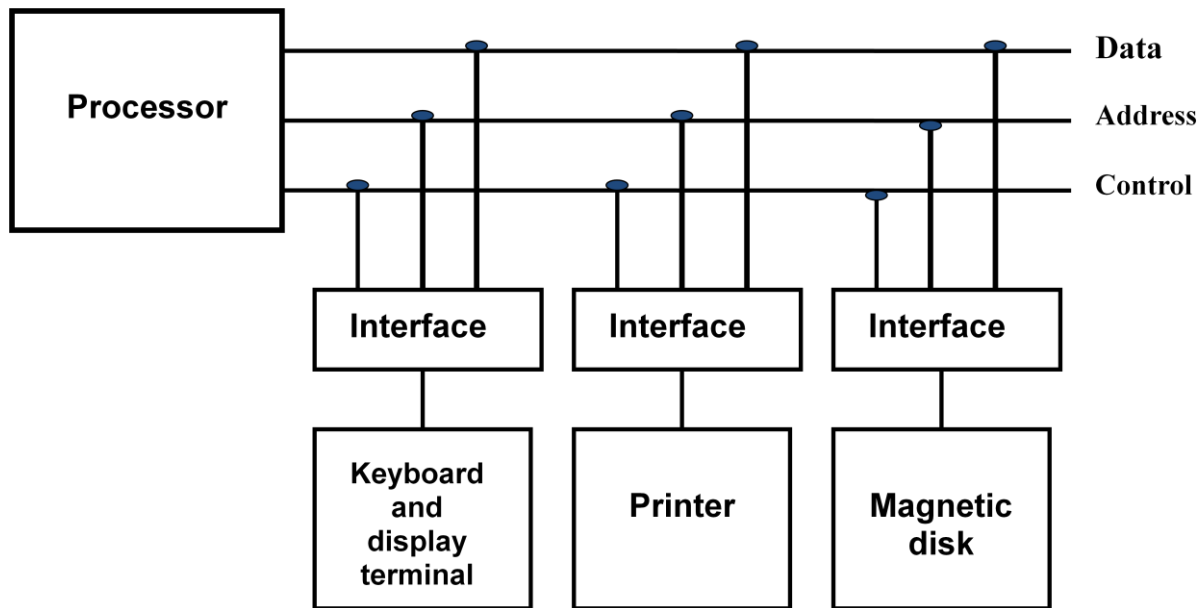 Data
Processor
Address
Control
Interface
Interface
Interface
Keyboard
and
display
terminal
Printer
Magnetic
disk